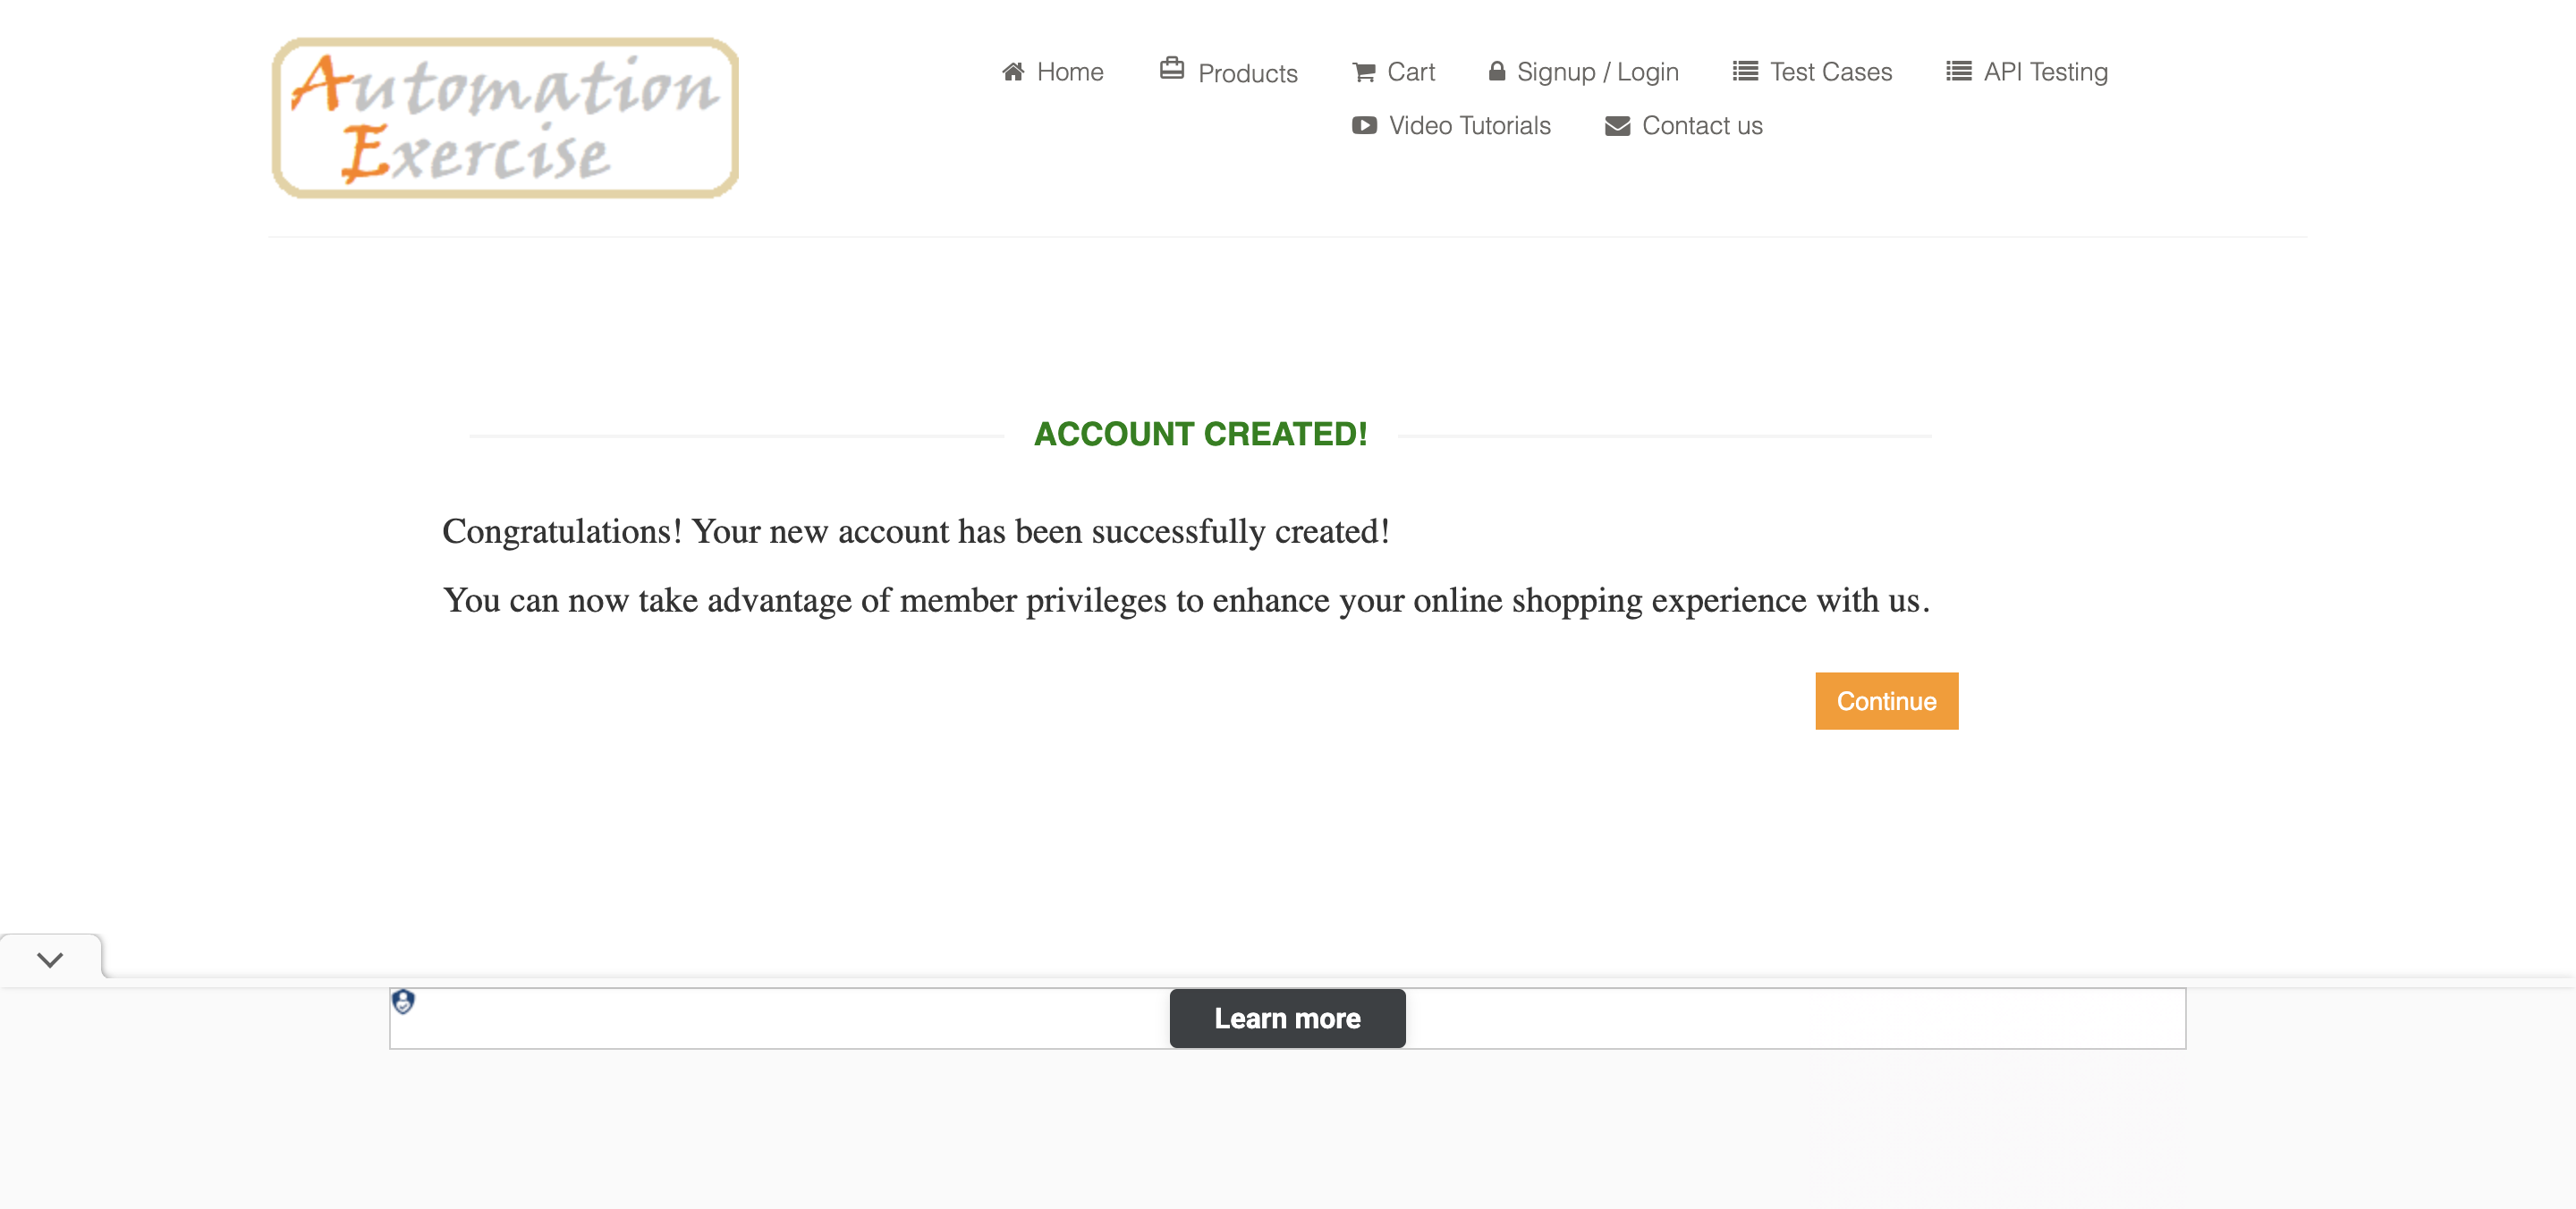 Automation
Exercise
Home Products Cart Signup / Login Test Cases API Testing
Video Tutorials Contact us
ACCOUNT CREATED!
Congratulations! Your new account has been successfully created!
You can now take advantage of member privileges to enhance your online shopping experience with us.
Continue
Learn more